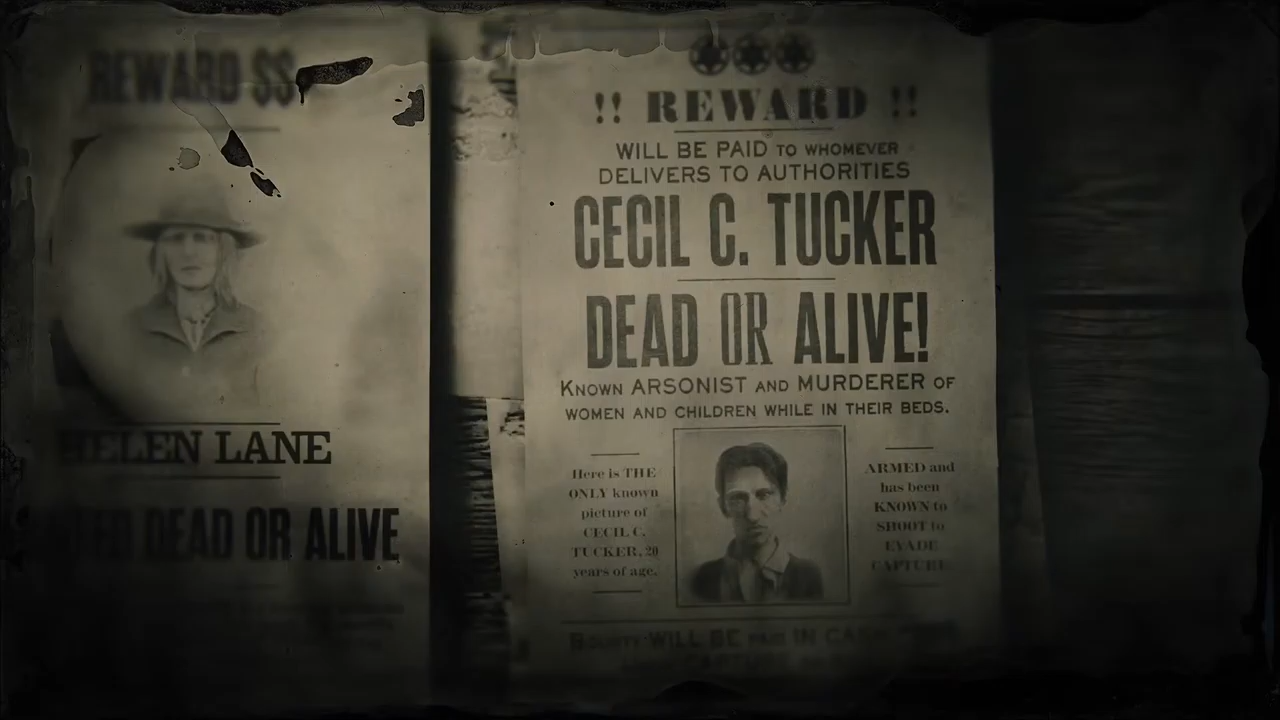 REWARD $$
HELEN LANE
DEAD OR ALIVE
!! REWARD !!
WILL BE PAID TO WHOMEVER
DELIVERS TO AUTHORITIES
CECIL C. TUCKER
DEAD OR ALIVE!
KNOWN ARSONIST AND MURDERER OF
WOMEN AND CHILDREN WHILE IN THEIR BEDS.
Here is THE
ONLY known
picture of
CECIL C.
TUCKER, 20
years of age.
ARMED and
has been
KNOWN to
SHOOT to
EVADE
CAPTURE.
BOUNTY WILL BE PAID IN